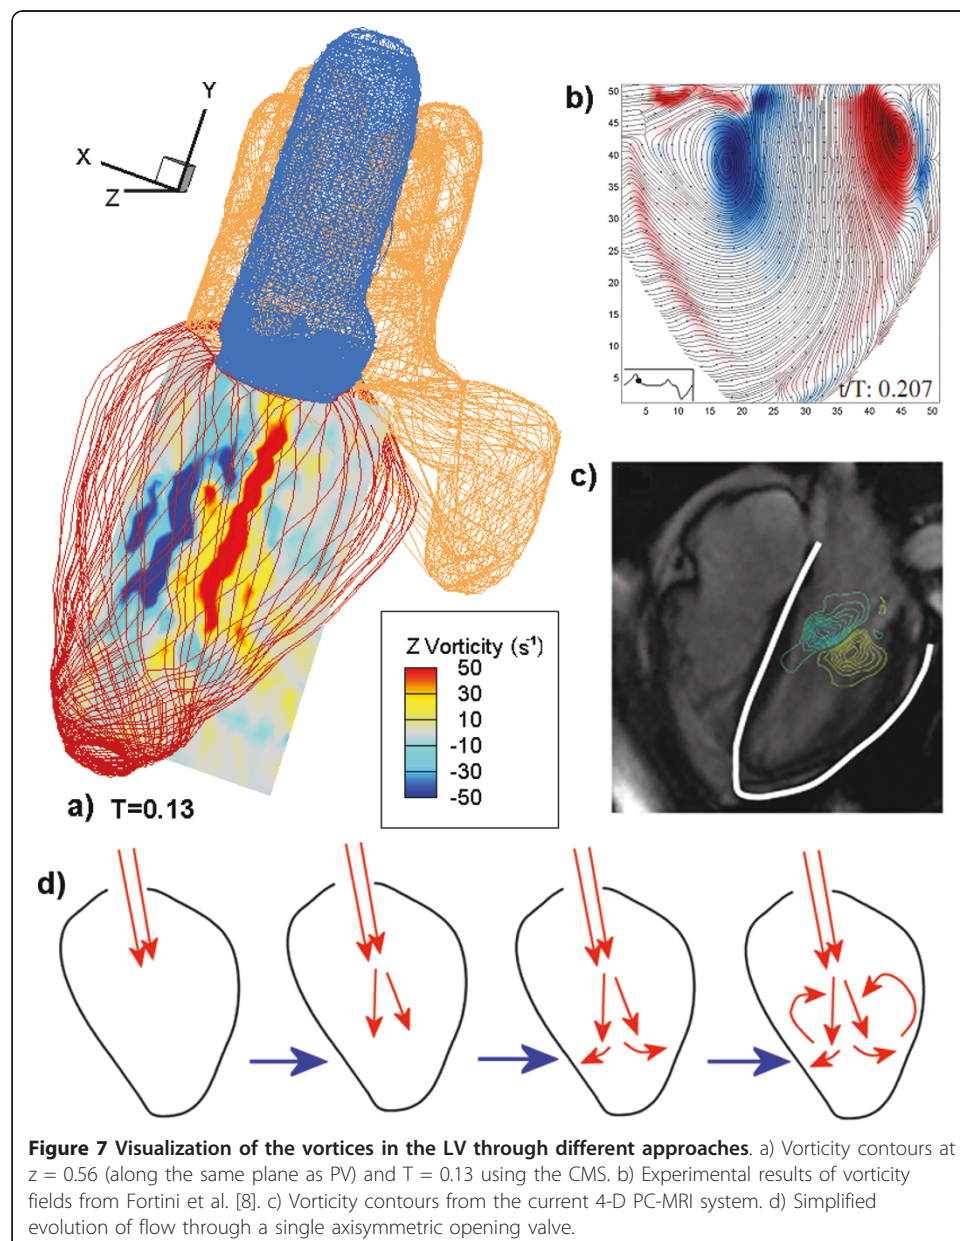 Y
X
Z
b)
50
45
40
35
30
25
20
15
10
5
5 10 15 20 25 30 35 40 45 50
t/T: 0.207
c)
Z Vorticity (s⁻¹)
50
30
10
-10
-30
-50
a) T=0.13
d)
Figure 7 Visualization of the vortices in the LV through different approaches. a) Vorticity contours at
z = 0.56 (along the same plane as PV) and T = 0.13 using the CMS. b) Experimental results of vorticity
fields from Fortini et al. [8]. c) Vorticity contours from the current 4-D PC-MRI system. d) Simplified
evolution of flow through a single axisymmetric opening valve.